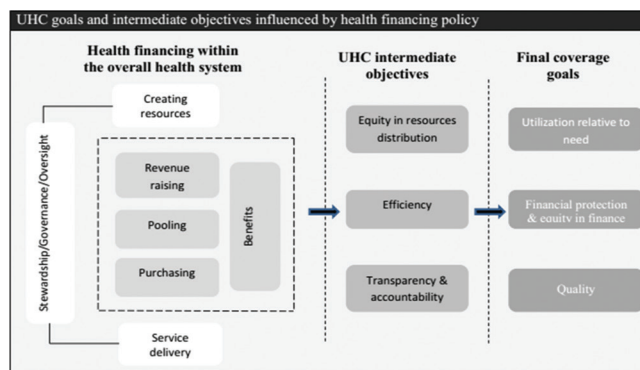 UHC goals and intermediate objectives influenced by health financing policy
Health financing within
the overall health system
Creating
resources
Stewardship/Governance/Oversight
Revenue
raising
Pooling
Purchasing
Benefits
Service
delivery
UHC intermediate
objectives
Equity in resources
distribution
Efficiency
Transparency &
accountability
Final coverage
goals
Utilization relative to
need
Financial protection
& equity in finance
Quality